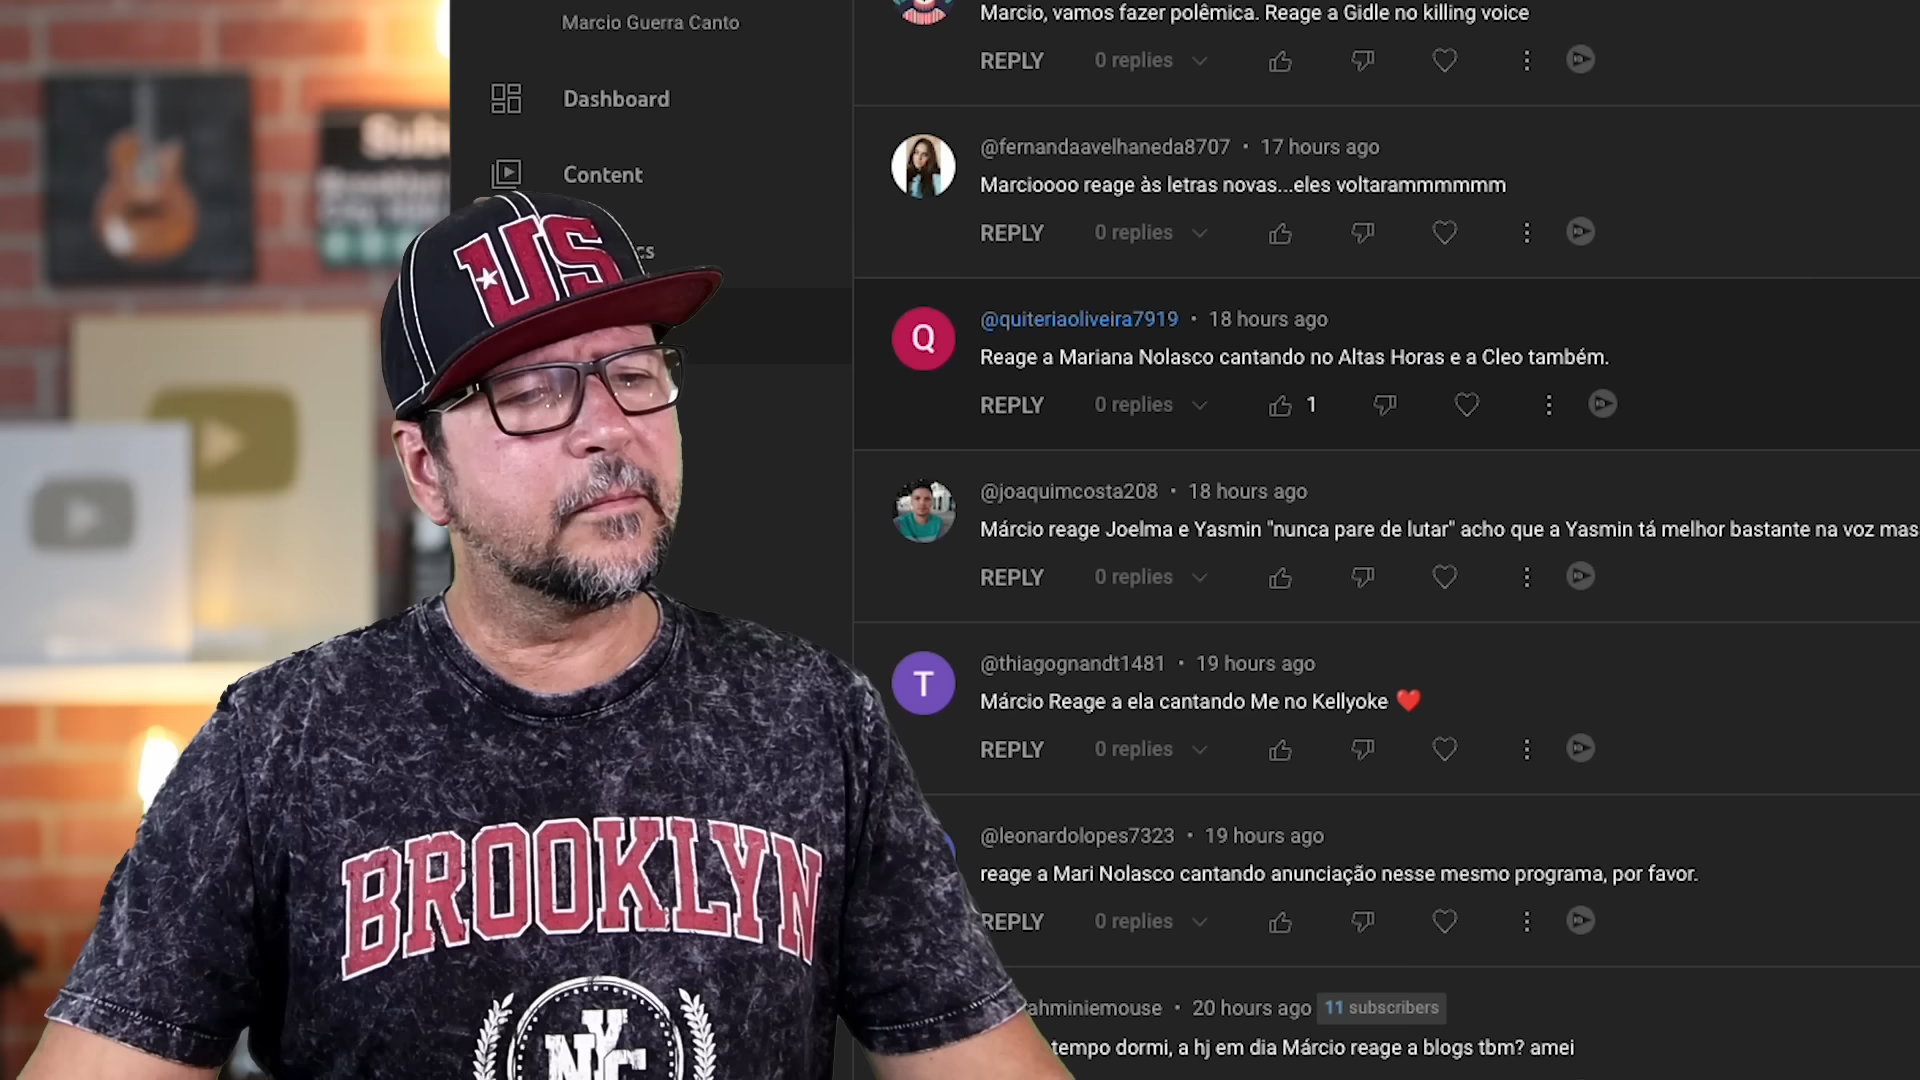 Marcio Guerra Canto
Dashboard
Content
cs
Marcio, vamos fazer polêmica. Reage a Gidle no killing voice
REPLY 0 replies
@fernandaavelhaneda8707 • 17 hours ago
Marcioooo reage às letras novas...eles voltarammmmmm
REPLY 0 replies
@quiteriaoliveira7919 • 18 hours ago
Q
Reage a Mariana Nolasco cantando no Altas Horas e a Cleo também.
REPLY 0 replies 1
@joaquimcosta208 • 18 hours ago
Márcio reage Joelma e Yasmin "nunca pare de lutar" acho que a Yasmin tá melhor bastante na voz mas
REPLY 0 replies
@thiagognandt1481 • 19 hours ago
T
Márcio Reage a ela cantando Me no Kellyoke ❤️
REPLY 0 replies
@leonardolopes7323 • 19 hours ago
reage a Mari Nolasco cantando anunciação nesse mesmo programa, por favor.
REPLY 0 replies
ahminiemouse • 20 hours ago 11 subscribers
tempo dormi, a hj em dia Márcio reage a blogs tbm? amei
US
BROOKLYN
NYC
Subw